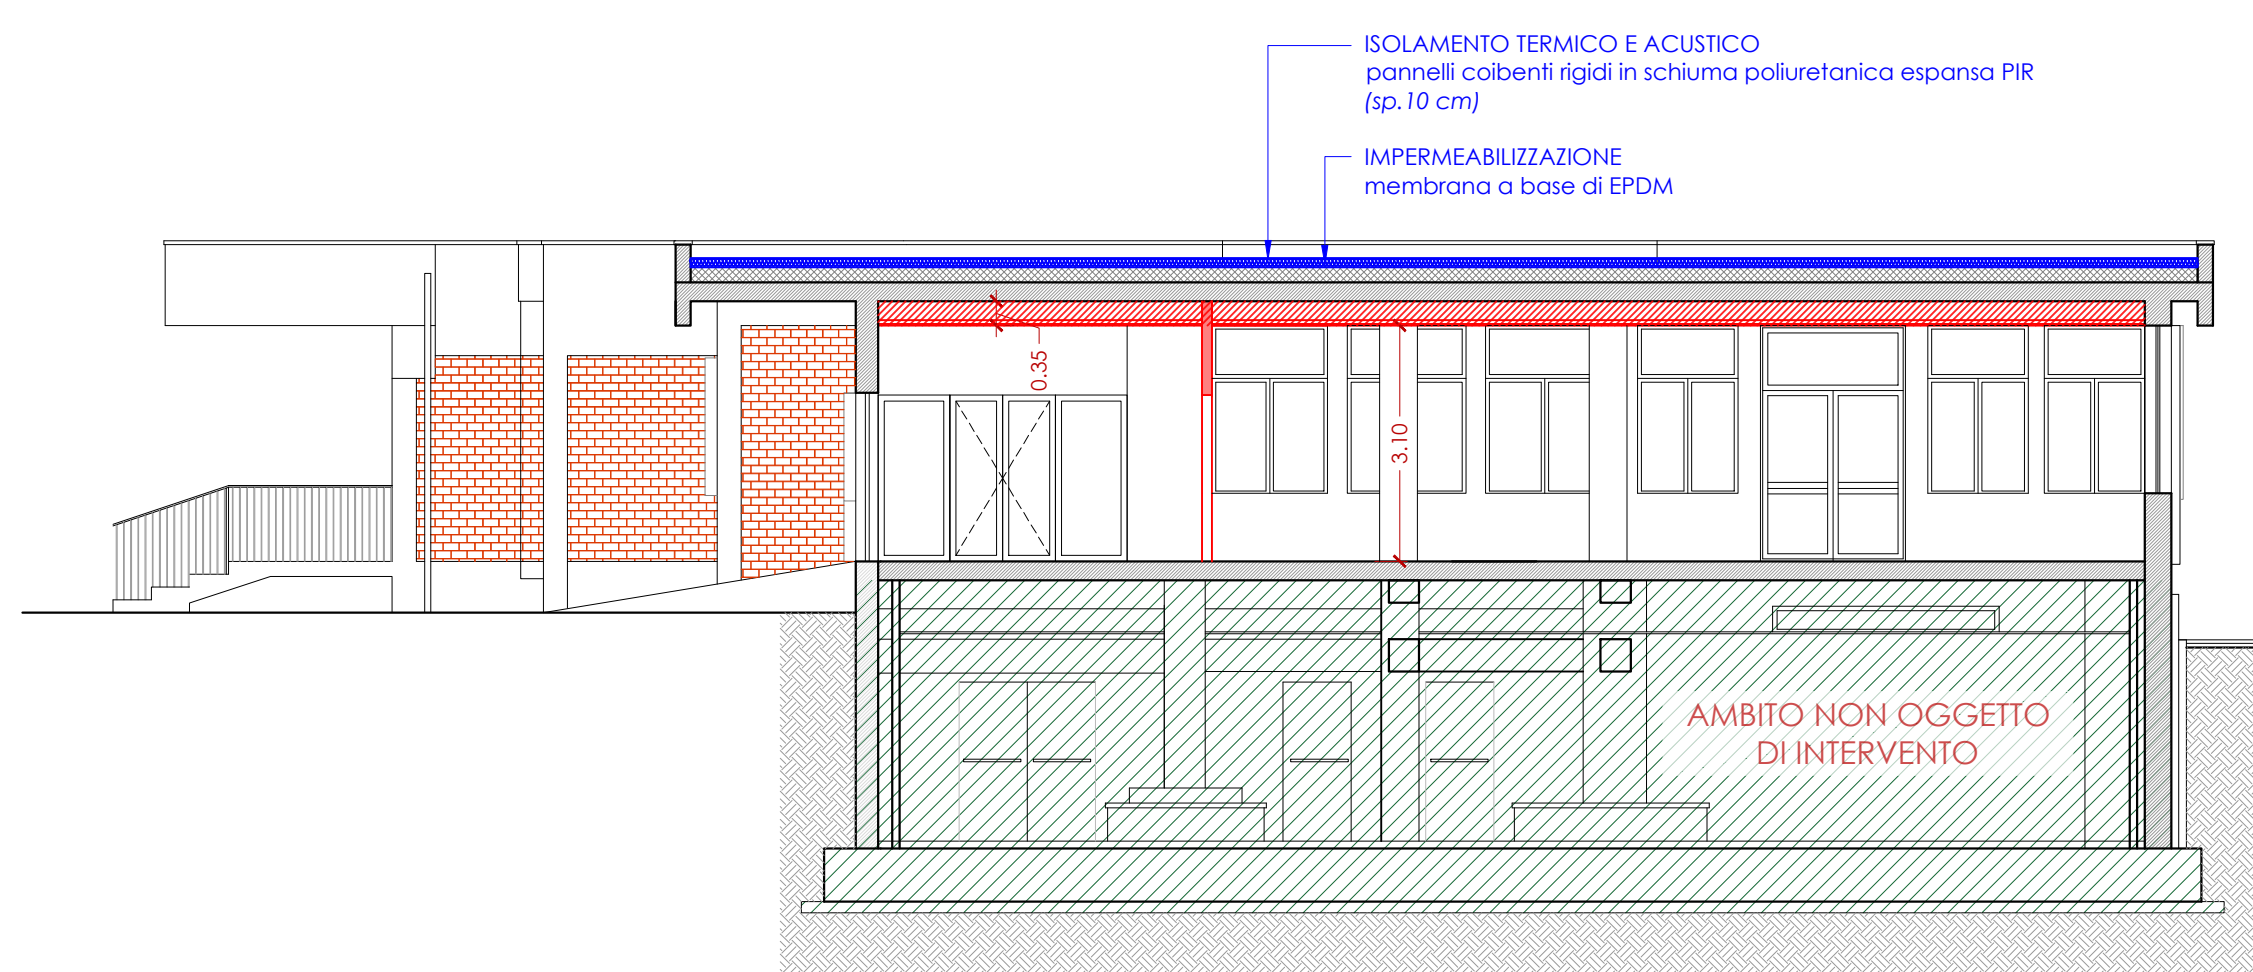 ISOLAMENTO TERMICO E ACUSTICO
pannelli coibenti rigidi in schiuma poliuretanica espansa PIR
(sp.10 cm)
IMPERMEABILIZZAZIONE
membrana a base di EPDM
0.35
3.10
AMBITO NON OGGETTO
DI INTERVENTO